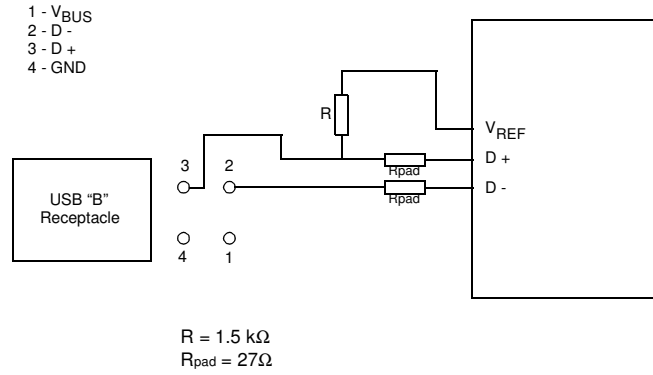 1 - VBUS
2 - D -
3 - D +
4 - GND
R
VREF
3
2
D +
Rpad
D -
Rpad
USB “B”
Receptacle
4
1
R = 1.5 kΩ
Rpad = 27Ω